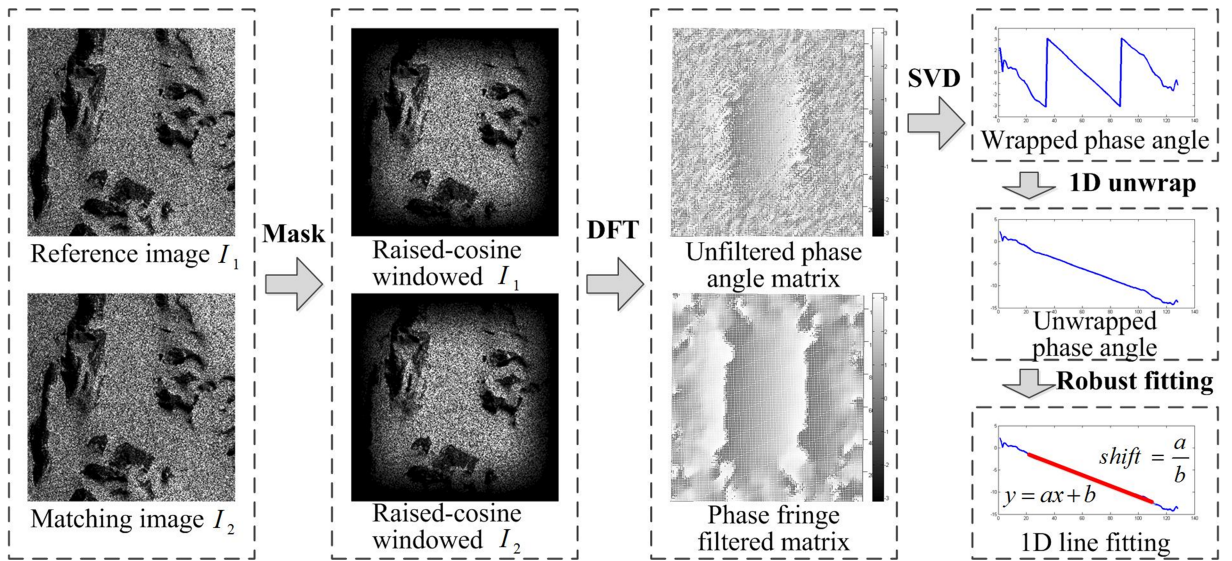 Reference image I₁
Matching image I₂
Mask
Raised-cosine
windowed I₁
Raised-cosine
windowed I₂
DFT
Unfiltered phase
angle matrix
Phase fringe
filtered matrix
SVD
Wrapped phase angle
1D unwrap
Unwrapped
phase angle
Robust fitting
shift = a/b
y = ax+b
1D line fitting